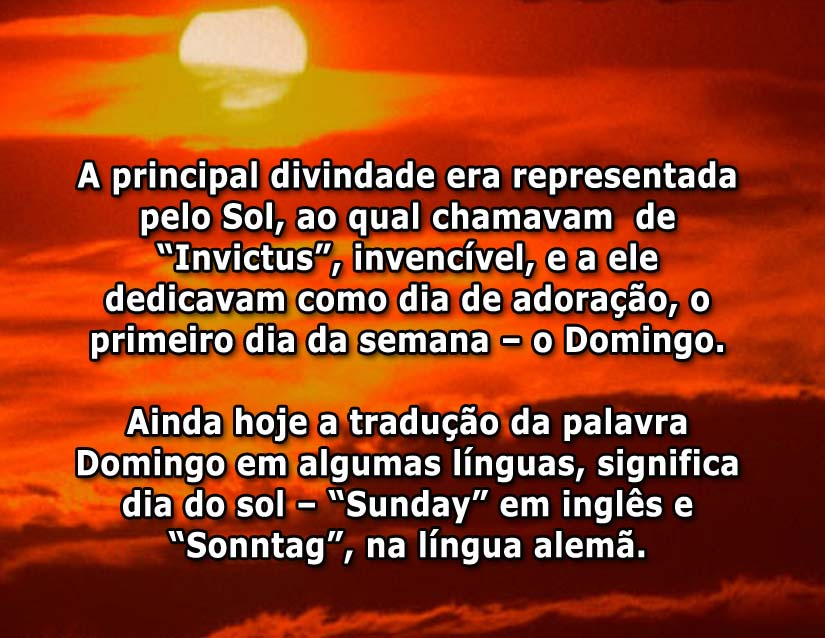 A principal divindade era representada
pelo Sol, ao qual chamavam  de
“Invictus”, invencível, e a ele
dedicavam como dia de adoração, o
primeiro dia da semana – o Domingo.
Ainda hoje a tradução da palavra
Domingo em algumas línguas, significa
dia do sol – “Sunday” em inglês e
“Sonntag”, na língua alemã.